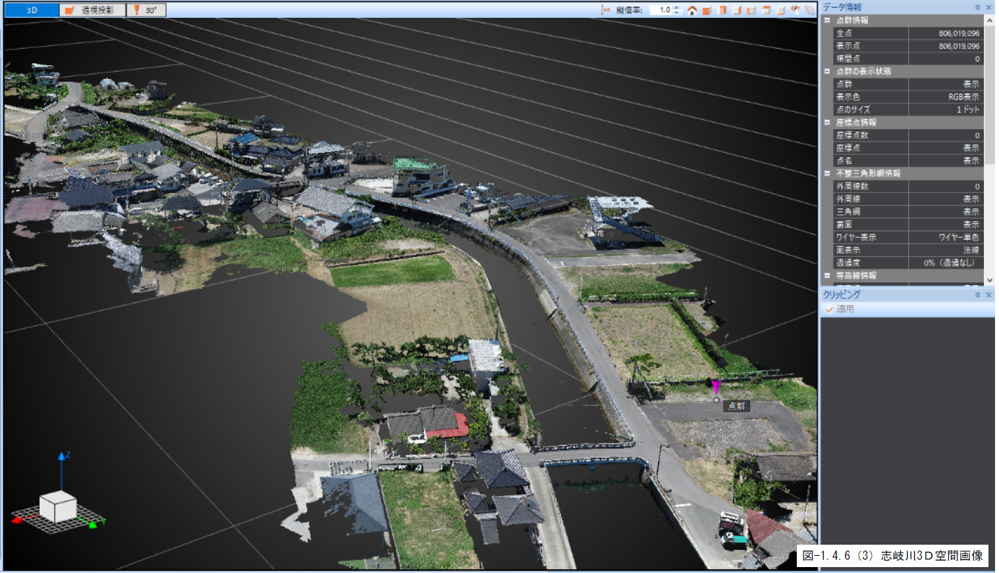 3D 透視投影 30° 縦倍率: 1.0
データ情報
点群情報
全点 806,019,096
表示点 806,019,096
補間点 0
点群の表示状態
点群 表示
表示色 RGB表示
点のサイズ 1ドット
座標点情報
座標点数 0
座標点 表示
点名 表示
不整三角形網情報
外周線数 0
外周線 表示
三角網 表示
裏面 表示
ワイヤー表示 ワイヤー単色
面表示 法線
透過度 0%（透過なし）
等高線情報
クリッピング
適用
点群
Z
Y
図-1.4.6（3）志岐川3D空間画像